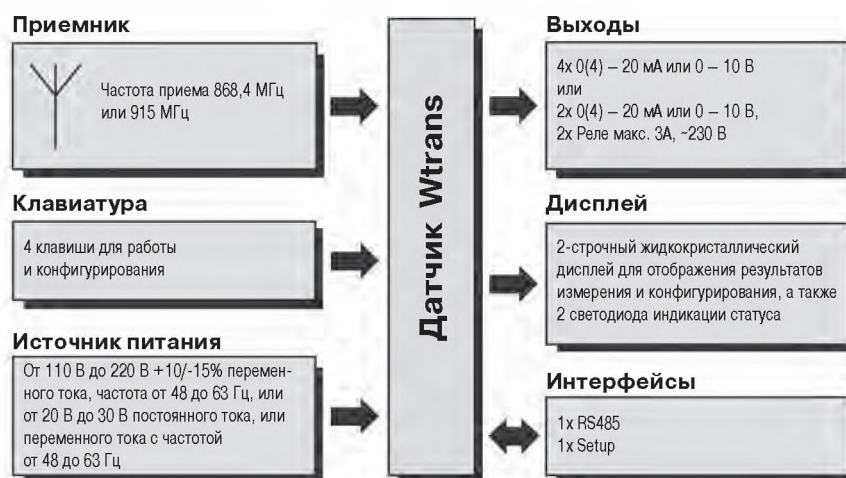 Приемник
Частота приема 868,4 МГц
или 915 МГц
Клавиатура
4 клавиши для работы
и конфигурирования
Источник питания
От 110 В до 220 В +10/-15% перемен-
ного тока, частота от 48 до 63 Гц, или
от 20 В до 30 В постоянного тока, или
переменного тока с частотой
от 48 до 63 Гц
Датчик Wtrans
Выходы
4x 0(4) – 20 мА или 0 – 10 В
или
2x 0(4) – 20 мА или 0 – 10 В,
2x Реле макс. 3А, ~230 В
Дисплей
2-строчный жидкокристаллический
дисплей для отображения результатов
измерения и конфигурирования, а также
2 светодиода индикации статуса
Интерфейсы
1x RS485
1x Setup